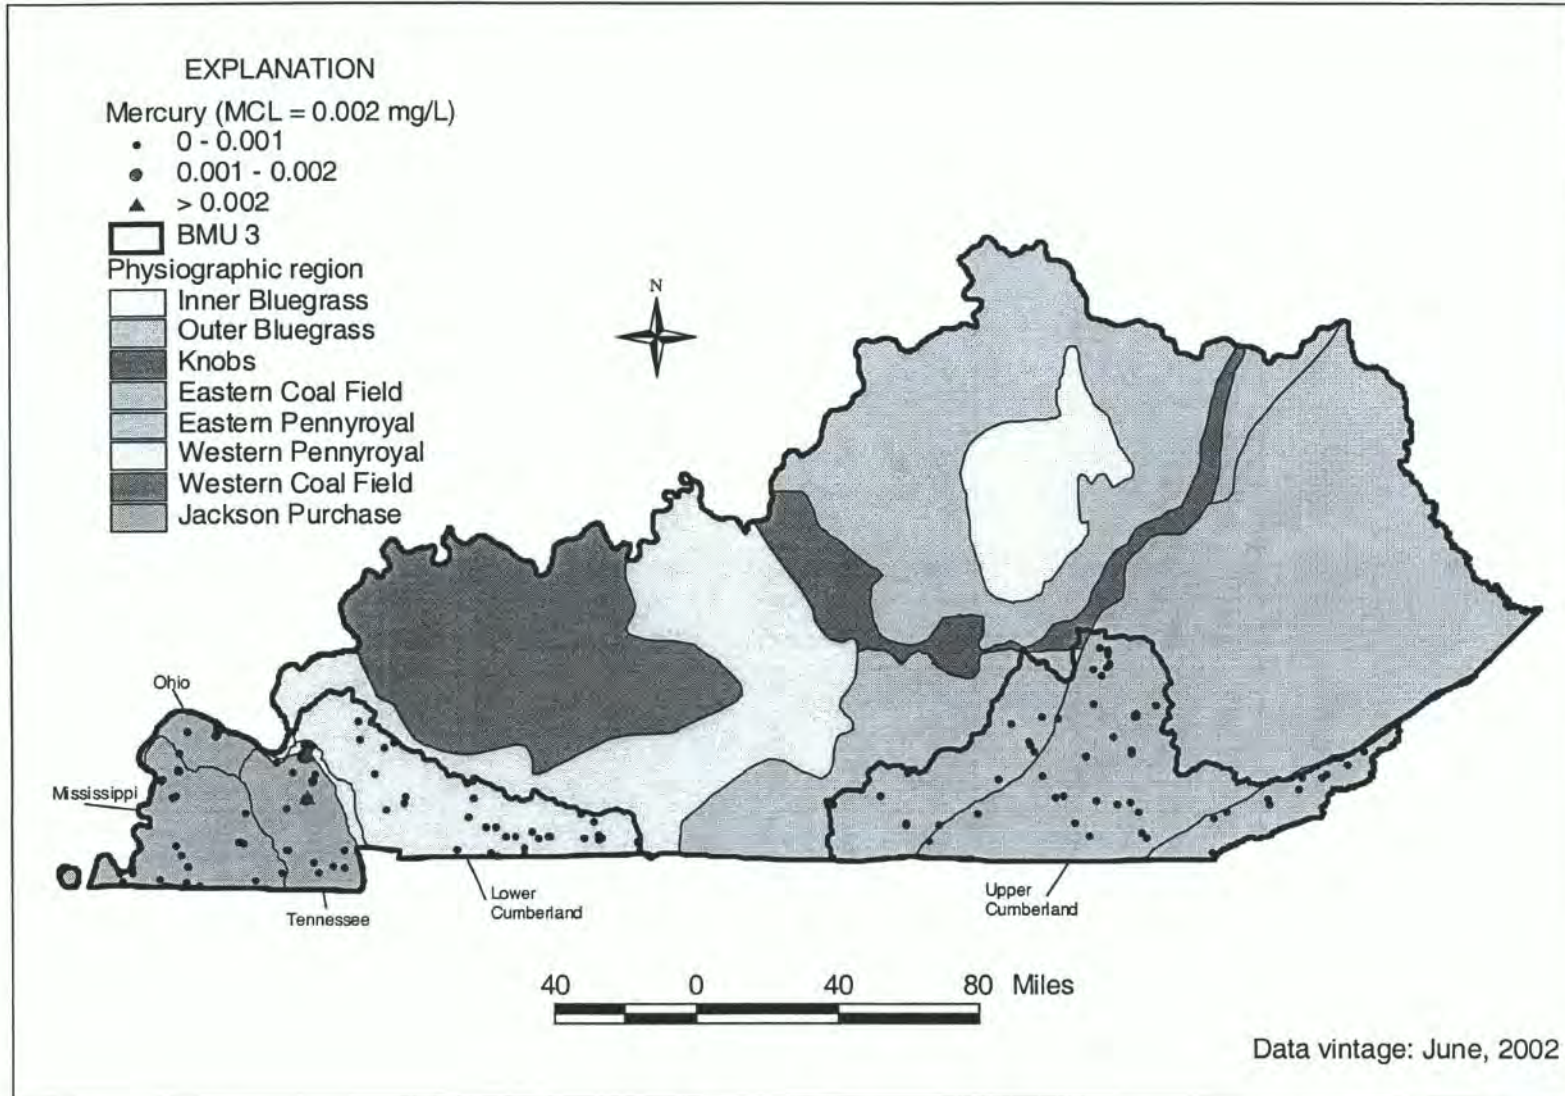 EXPLANATION
Mercury (MCL = 0.002 mg/L)
0 - 0.001
0.001 - 0.002
> 0.002
BMU 3
Physiographic region
Inner Bluegrass
Outer Bluegrass
Knobs
Eastern Coal Field
Eastern Pennyroyal
Western Pennyroyal
Western Coal Field
Jackson Purchase
N
Ohio
Mississippi
Tennessee
Lower
Cumberland
Upper
Cumberland
40 0 40 80 Miles
Data vintage: June, 2002